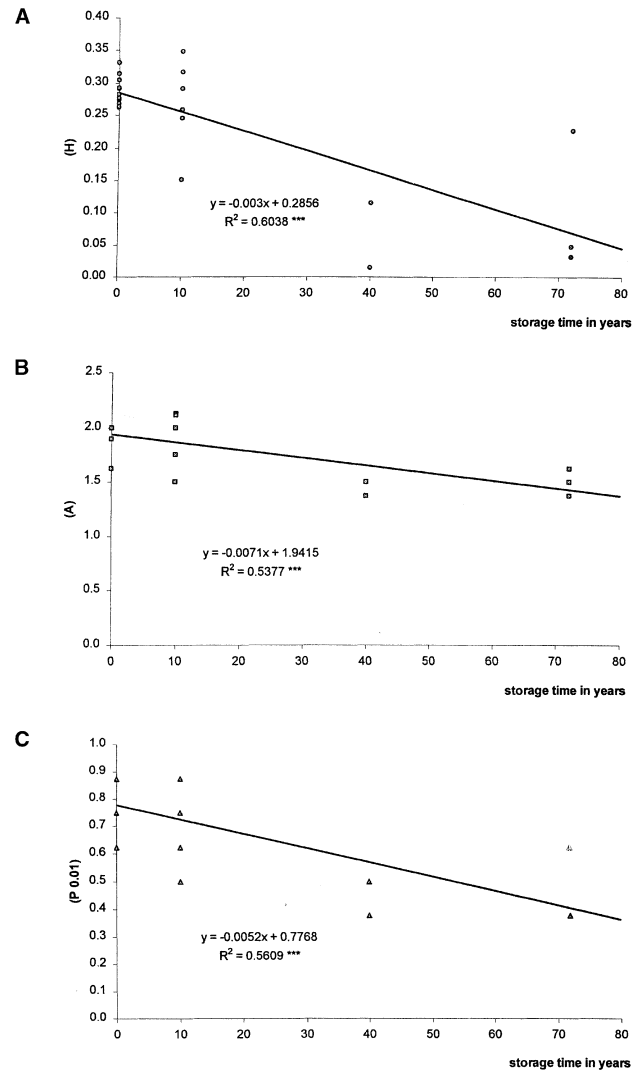 A
0.40
0.35
0.30
0.25
(H)
0.20
0.15
y = -0.003x + 0.2856
R² = 0.6038 ***
0.10
0.05
0.00
0 10 20 30 40 50 60 70 80
storage time in years
B
2.5
2.0
1.5
(A)
1.0
y = -0.0071x + 1.9415
R² = 0.5377 ***
0.5
0.0
0 10 20 30 40 50 60 70 80
storage time in years
C
1.0
0.9
0.8
0.7
0.6
(P 0.01)
0.5
0.4
0.3
y = -0.0052x + 0.7768
R² = 0.5609 ***
0.2
0.1
0.0
0 10 20 30 40 50 60 70 80
storage time in years